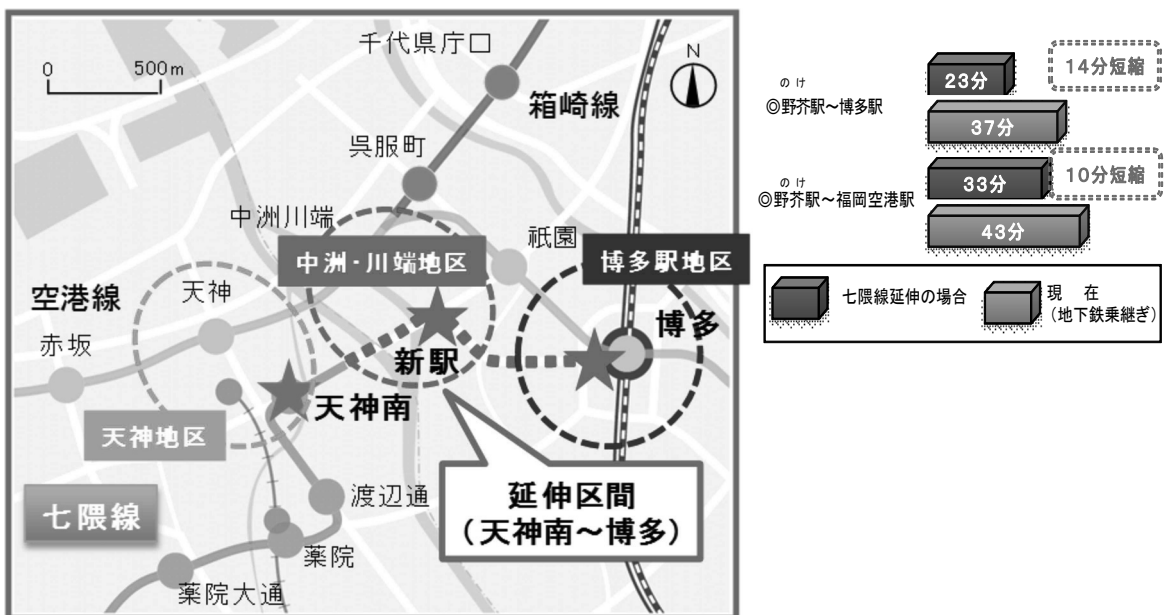 千代県庁口
0 500m
N
箱崎線
呉服町
中洲川端
祇園
中洲・川端地区
博多駅地区
空港線
天神
博多
赤坂
新駅
天神南
天神地区
渡辺通
延伸区間
(天神南～博多)
七隈線
薬院
薬院大通
23分
14分短縮
のけ
◎野芥駅～博多駅
37分
33分
10分短縮
のけ
◎野芥駅～福岡空港駅
43分
七隈線延伸の場合
現 在
(地下鉄乗継ぎ)